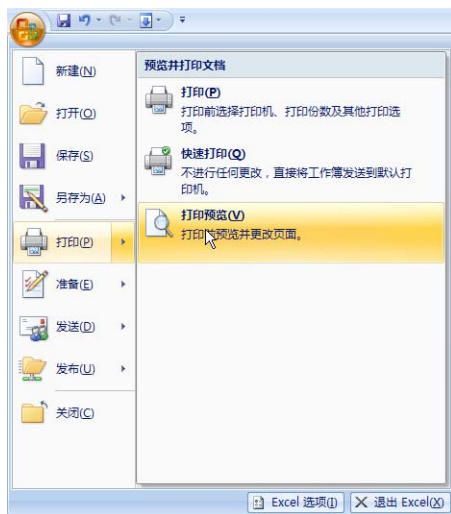 新建(N)
打开(O)
保存(S)
另存为(A)
打印(P)
准备(E)
发送(D)
发布(U)
关闭(C)
预览并打印文档
打印(P)
打印前选择打印机、打印份数及其他打印选
项。
快速打印(Q)
不进行任何更改，直接将工作簿发送到默认打
印机。
打印预览(V)
打印前预览并更改页面。
Excel 选项(I)
退出 Excel(X)